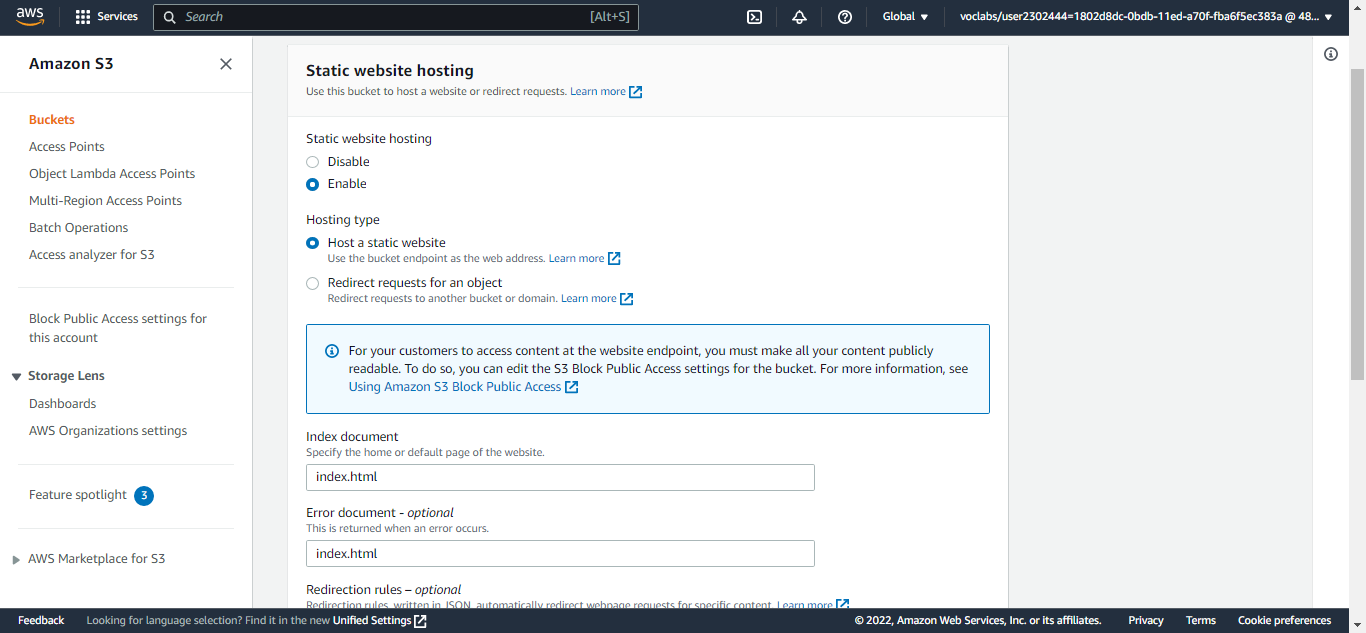 aws
Services
Search
[Alt+S]
Global
voclabs/user2302444=1802d8dc-0bdb-11ed-a70f-fba6f5ec383a @ 48...
Amazon S3
Buckets
Access Points
Object Lambda Access Points
Multi-Region Access Points
Batch Operations
Access analyzer for S3
Block Public Access settings for
this account
Storage Lens
Dashboards
AWS Organizations settings
Feature spotlight 3
AWS Marketplace for S3
Static website hosting
Use this bucket to host a website or redirect requests. Learn more
Static website hosting
Disable
Enable
Hosting type
Host a static website
Use the bucket endpoint as the web address. Learn more
Redirect requests for an object
Redirect requests to another bucket or domain. Learn more
For your customers to access content at the website endpoint, you must make all your content publicly
readable. To do so, you can edit the S3 Block Public Access settings for the bucket. For more information, see
Using Amazon S3 Block Public Access
Index document
Specify the home or default page of the website.
index.html
Error document - optional
This is returned when an error occurs.
index.html
Redirection rules – optional
Redirection rules, written in JSON, automatically redirect webpage requests for specific content. Learn more
Feedback
Looking for language selection? Find it in the new Unified Settings
© 2022, Amazon Web Services, Inc. or its affiliates.
Privacy
Terms
Cookie preferences